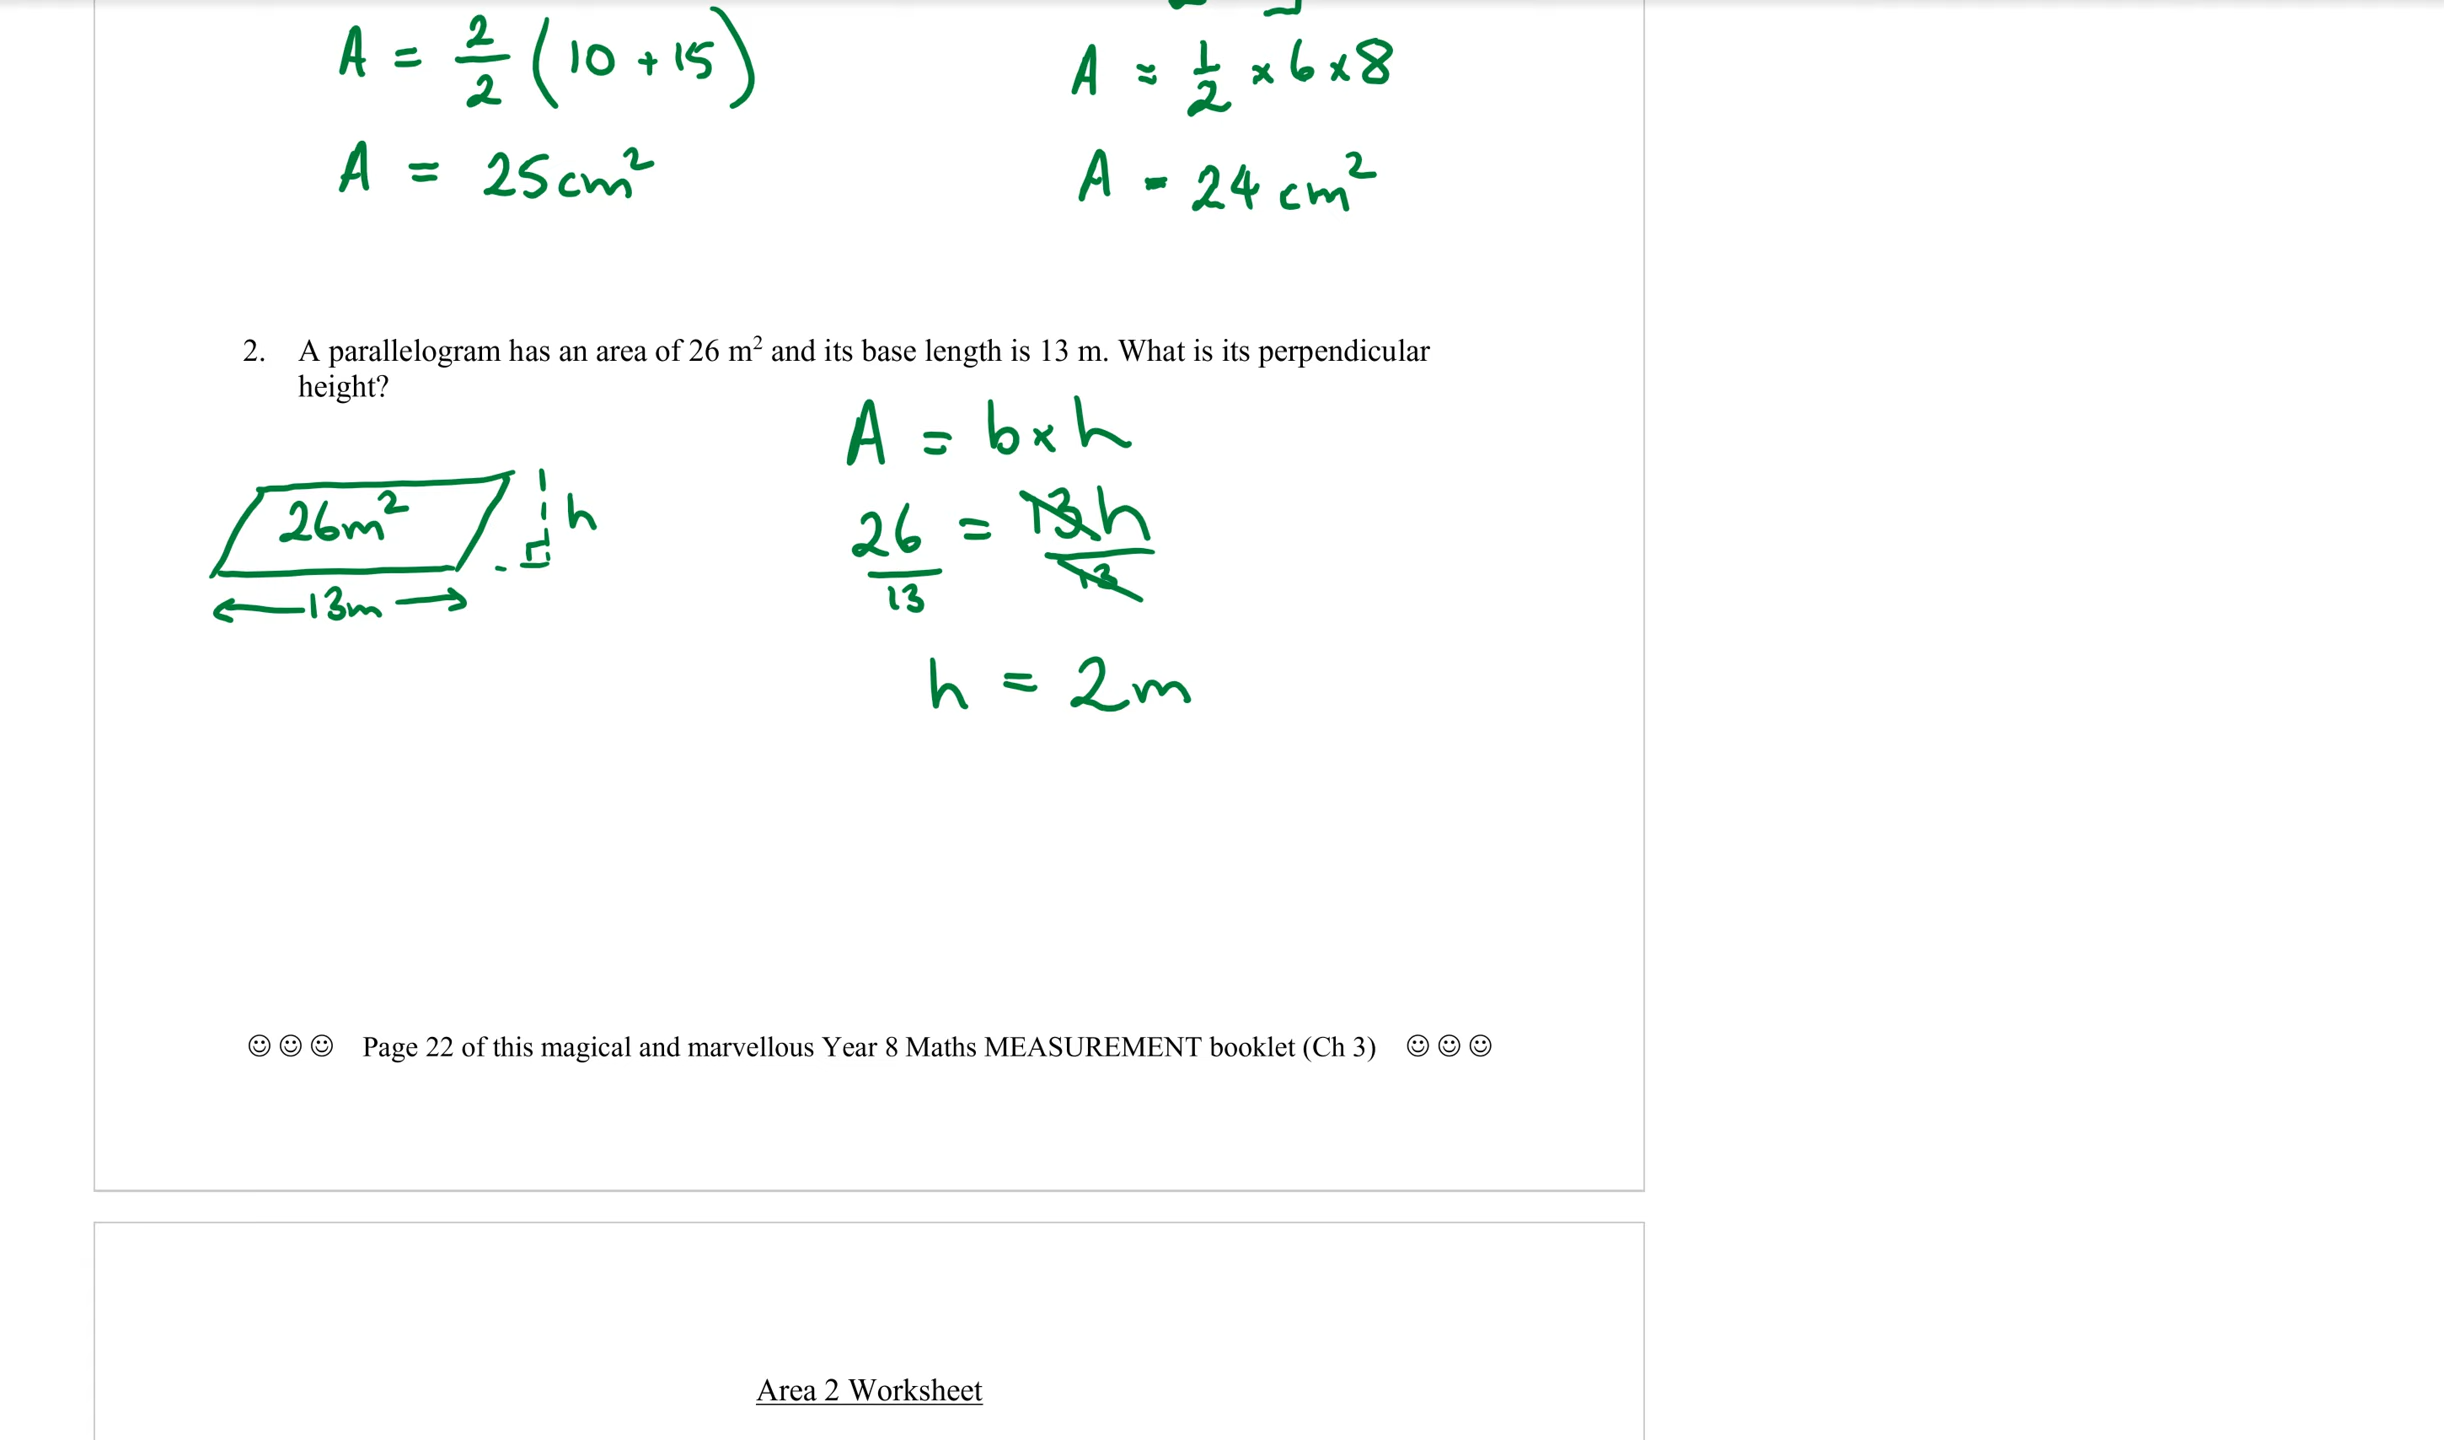 A = 2/2 (10 + 15)
A = 25cm²
A = 1/2 × 6 × 8
A = 24 cm²
2. A parallelogram has an area of 26 m² and its base length is 13 m. What is its perpendicular
height?
26m²
h
13m
A = b × h
26/13 = 13h/13
h = 2m
☺ ☺ ☺ Page 22 of this magical and marvellous Year 8 Maths MEASUREMENT booklet (Ch 3) ☺ ☺ ☺
Area 2 Worksheet